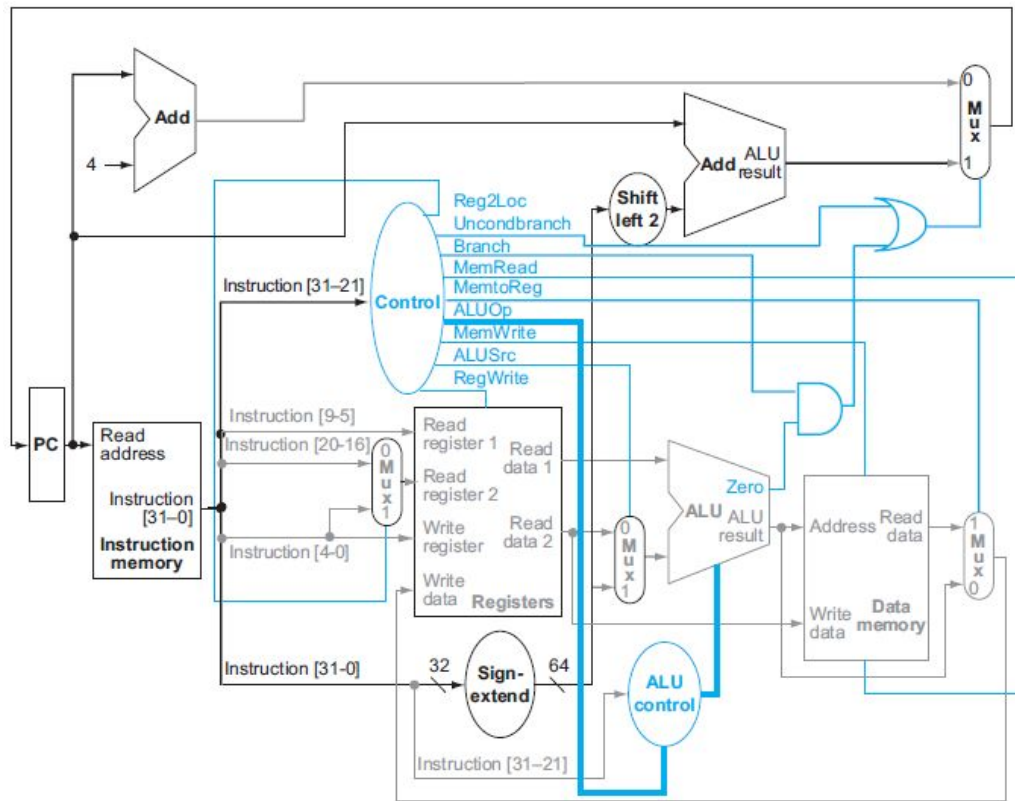 0
M
u
x
1
Add
4
Add
ALU
result
Shift
left 2
Reg2Loc
Uncondbranch
Branch
MemRead
MemtoReg
ALUOp
MemWrite
ALUSrc
RegWrite
Instruction [31–21]
Control
PC
Read
address
Instruction
[31–0]
Instruction
memory
Instruction [9-5]
Instruction [20-16]
Instruction [4-0]
0
M
u
x
1
Read
register 1
Read
register 2
Write
register
Write
data
Read
data 1
Read
data 2
Registers
0
M
u
x
1
Zero
ALU
ALU
result
Address
Read
data
Write
data
Data
memory
1
M
u
x
0
Instruction [31-0]
32
Sign-
extend
64
ALU
control
Instruction [31–21]